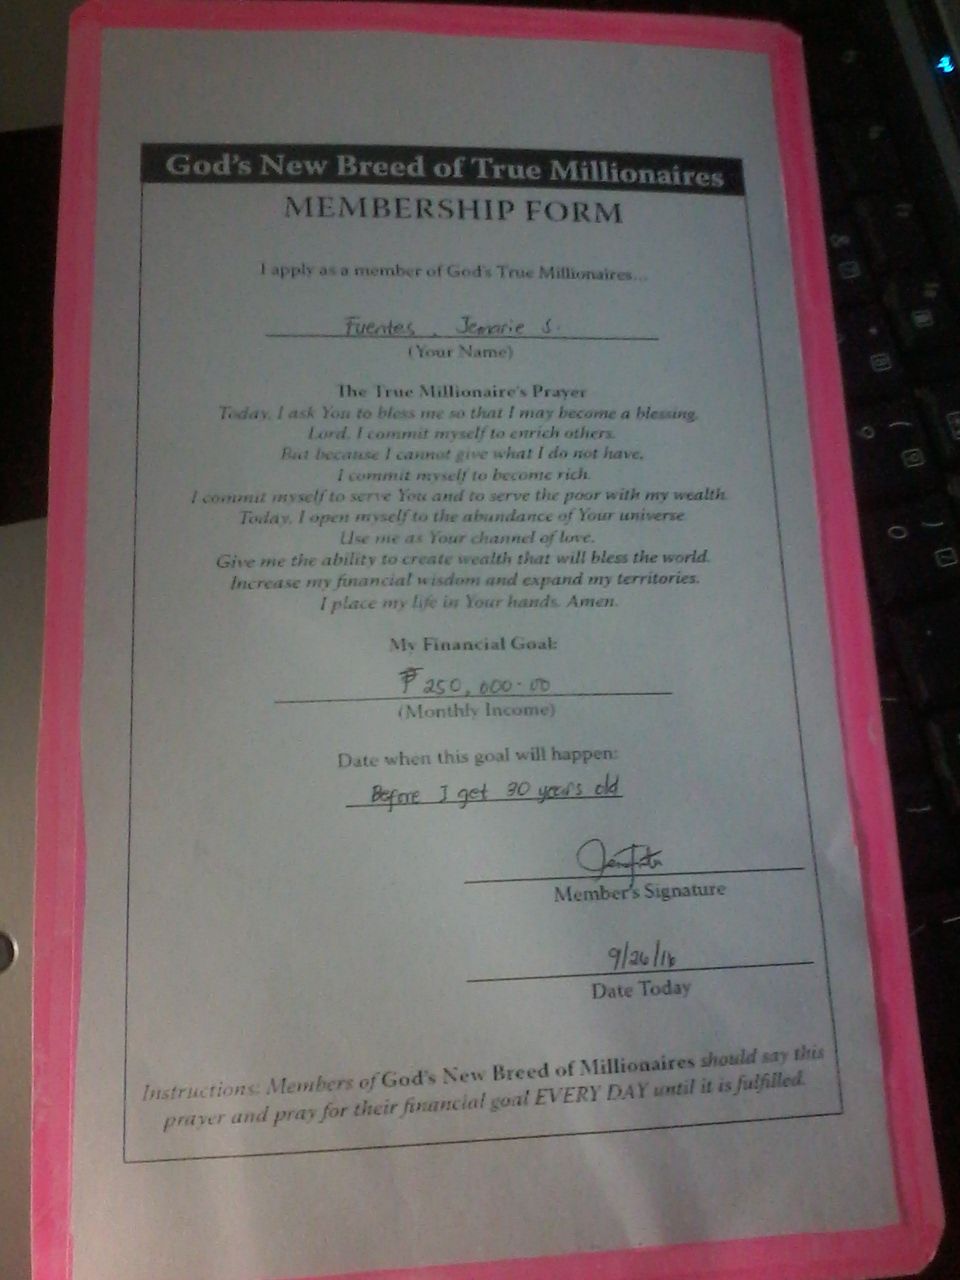 God's New Breed of True Millionaires
MEMBERSHIP FORM
I apply as a member of God's True Millionaires...
Fuentes, Jemarie S.
(Your Name)
The True Millionaire's Prayer
Today, I ask You to bless me so that I may become a blessing.
Lord, I commit myself to enrich others.
But because I cannot give what I do not have,
I commit myself to become rich.
I commit myself to serve You and to serve the poor with my wealth.
Today, I open myself to the abundance of Your universe
Use me as Your channel of love.
Give me the ability to create wealth that will bless the world.
Increase my financial wisdom and expand my territories.
I place my life in Your hands. Amen.
My Financial Goal:
₱250,000.00
(Monthly Income)
Date when this goal will happen:
Before I get 30 years old
Member's Signature
9/26/16
Date Today
Instructions: Members of God's New Breed of Millionaires should say this
prayer and pray for their financial goal EVERY DAY until it is fulfilled.